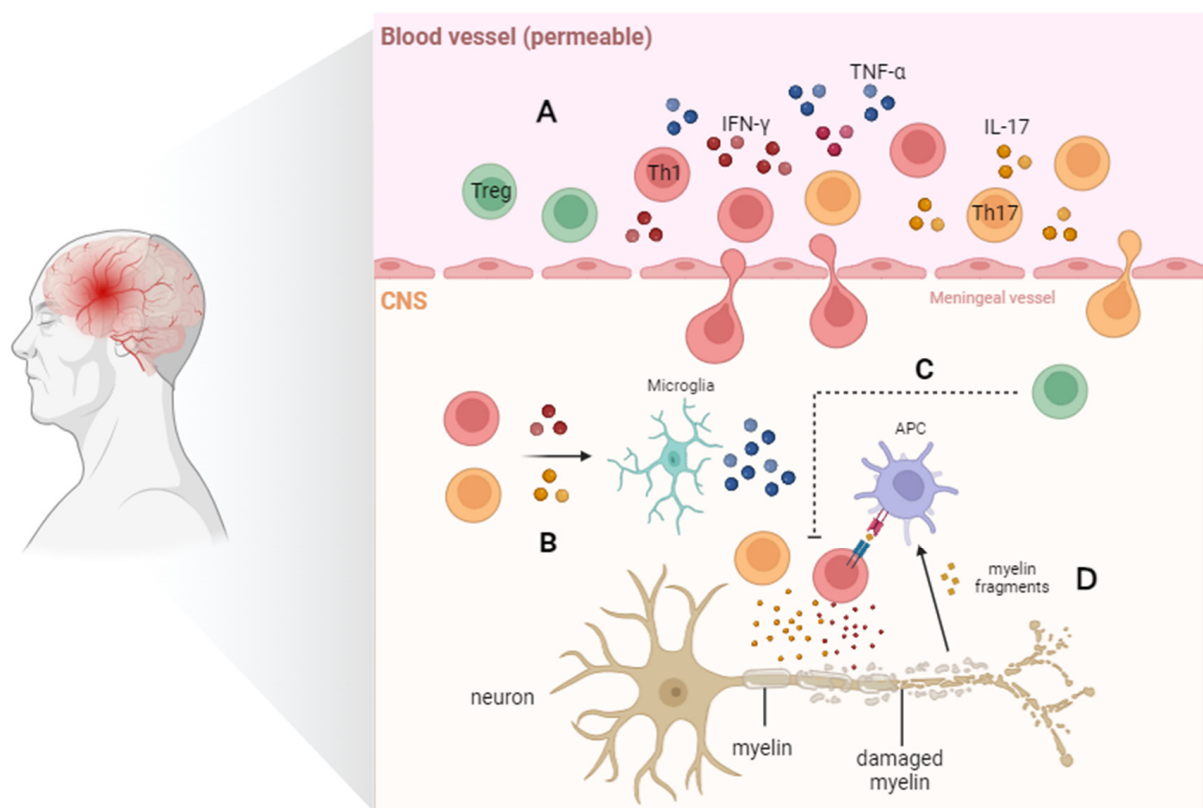 Blood vessel (permeable)
TNF-α
A
IFN-γ
IL-17
Th1
Treg
Th17
CNS
Meningeal vessel
C
Microglia
APC
B
myelin
fragments
D
neuron
myelin
damaged
myelin